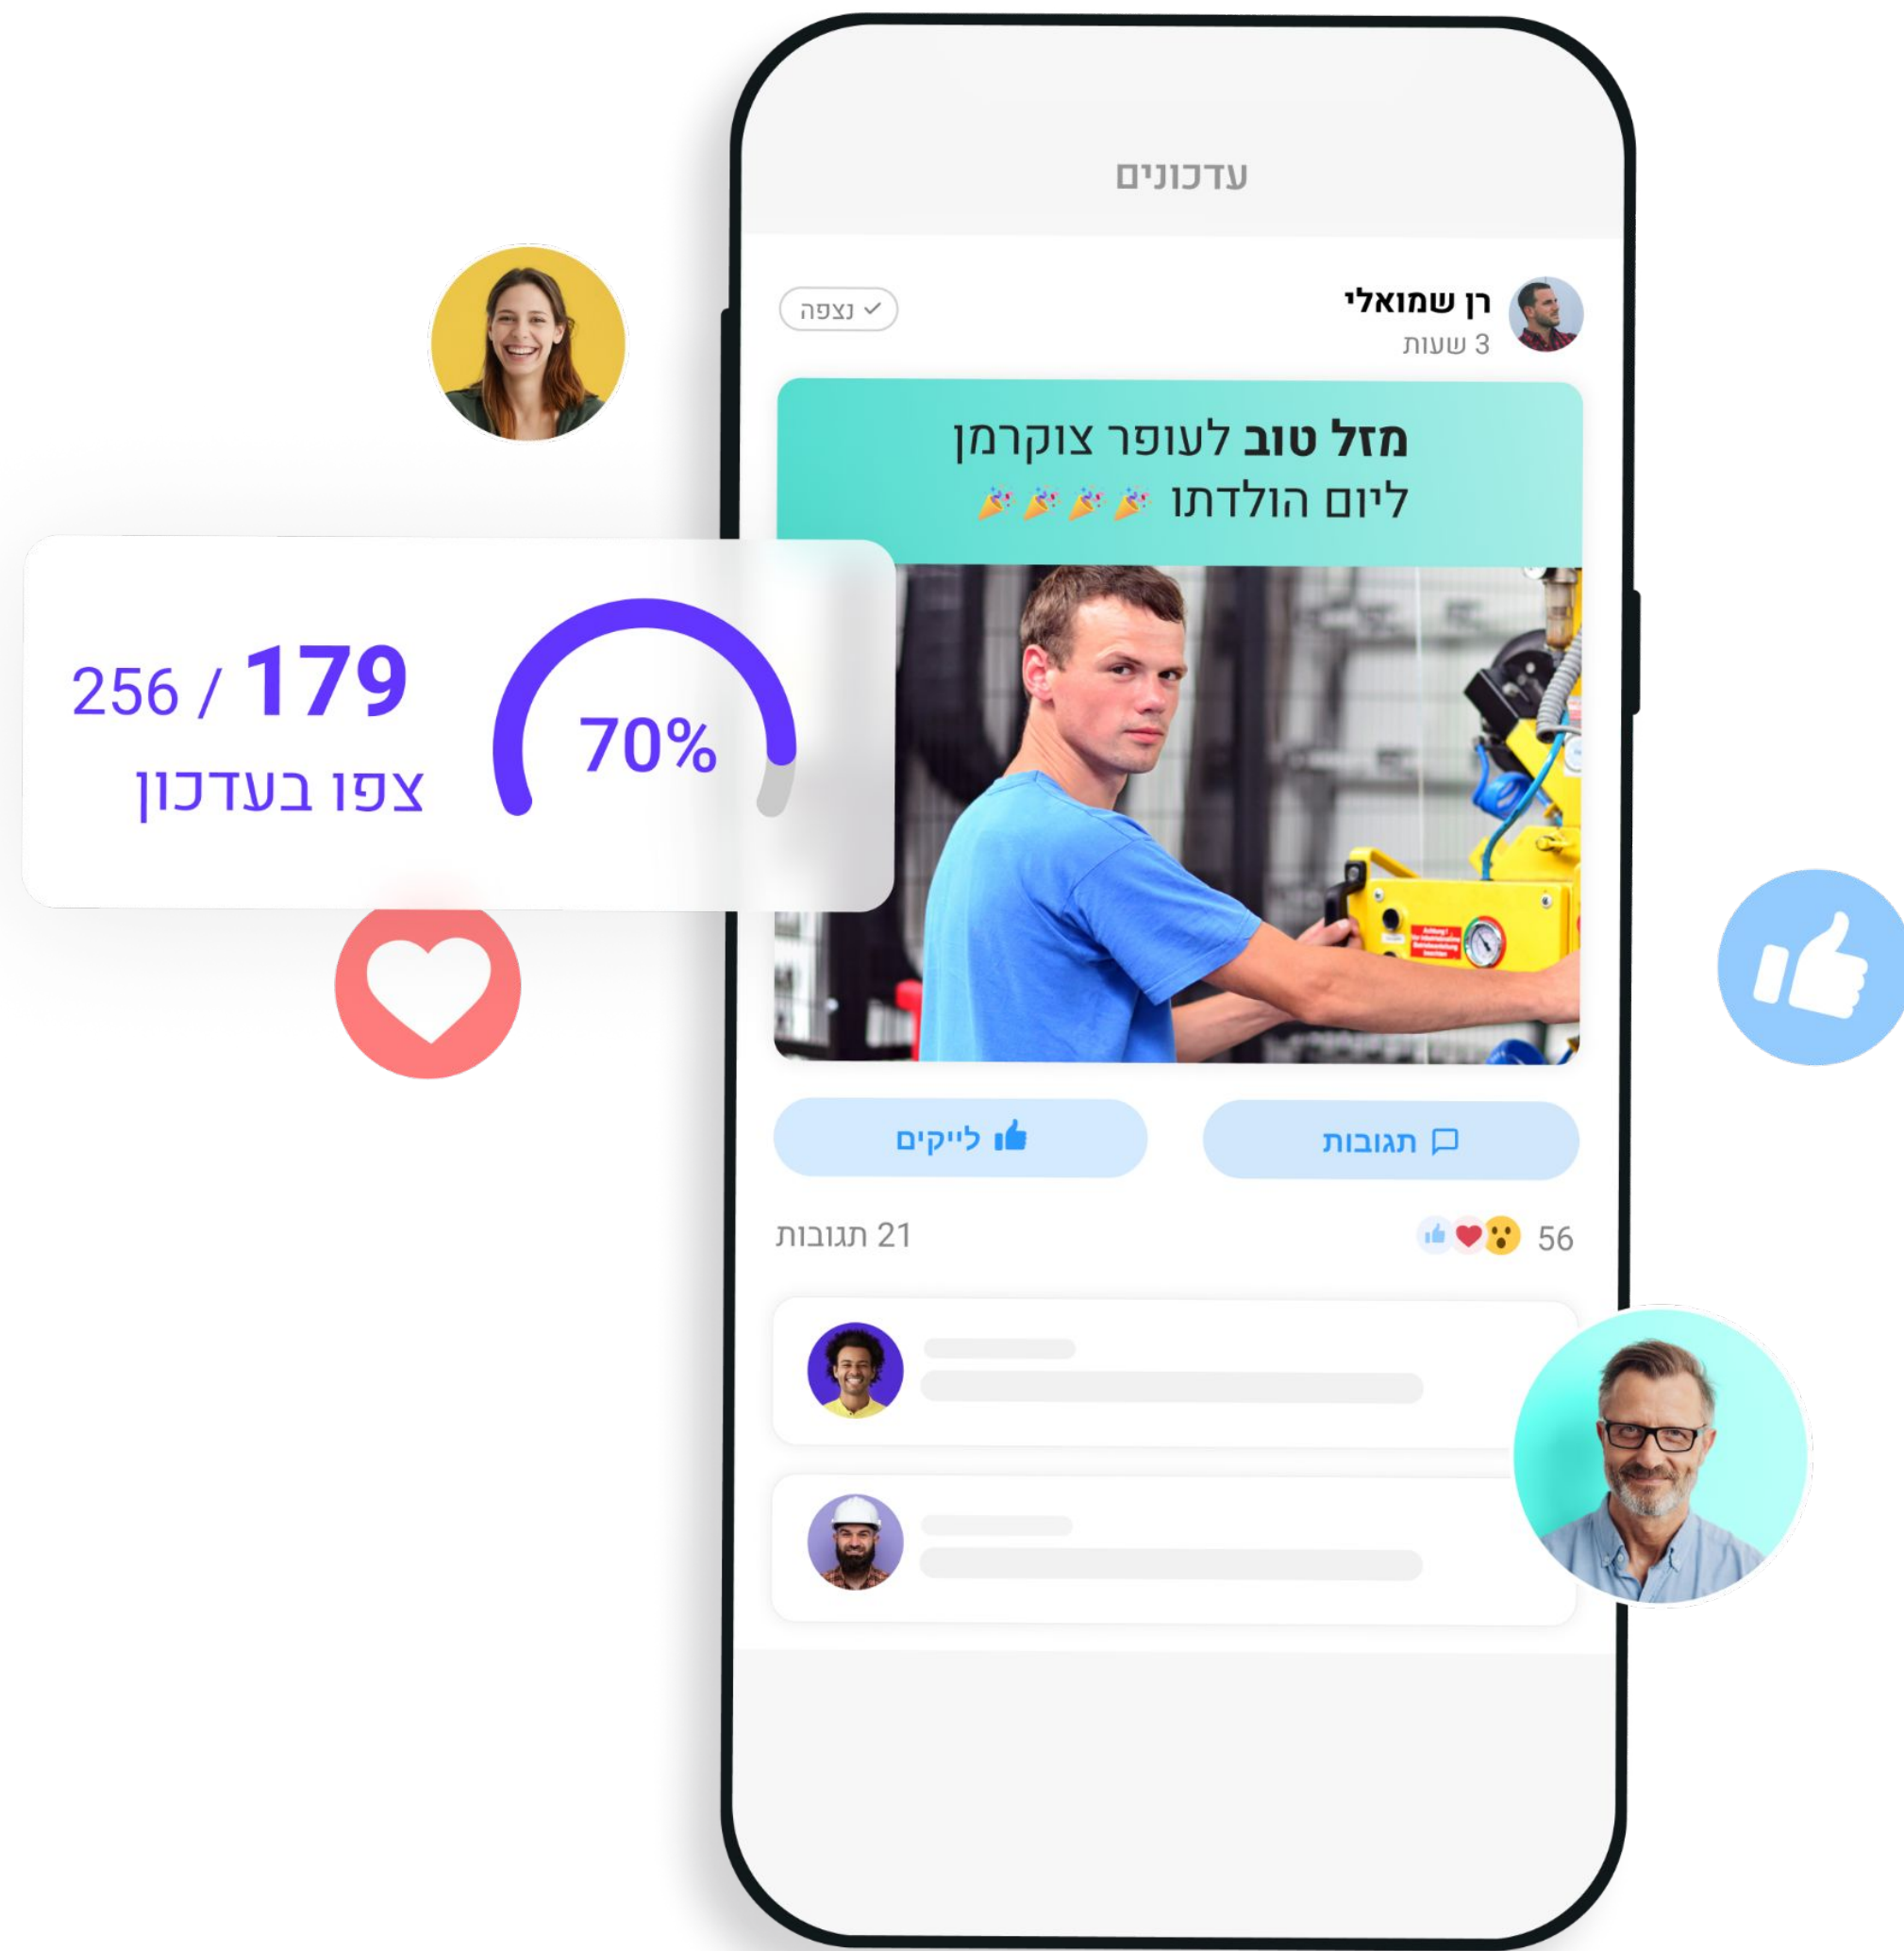 עדכונים
רן שמואלי
3 שעות
נצפה
מזל טוב לעופר צוקרמן
ליום הולדתו 🎉🎉🎉🎉
70%
179 / 256
צפו בעדכון
תגובות
לייקים
56
21 תגובות